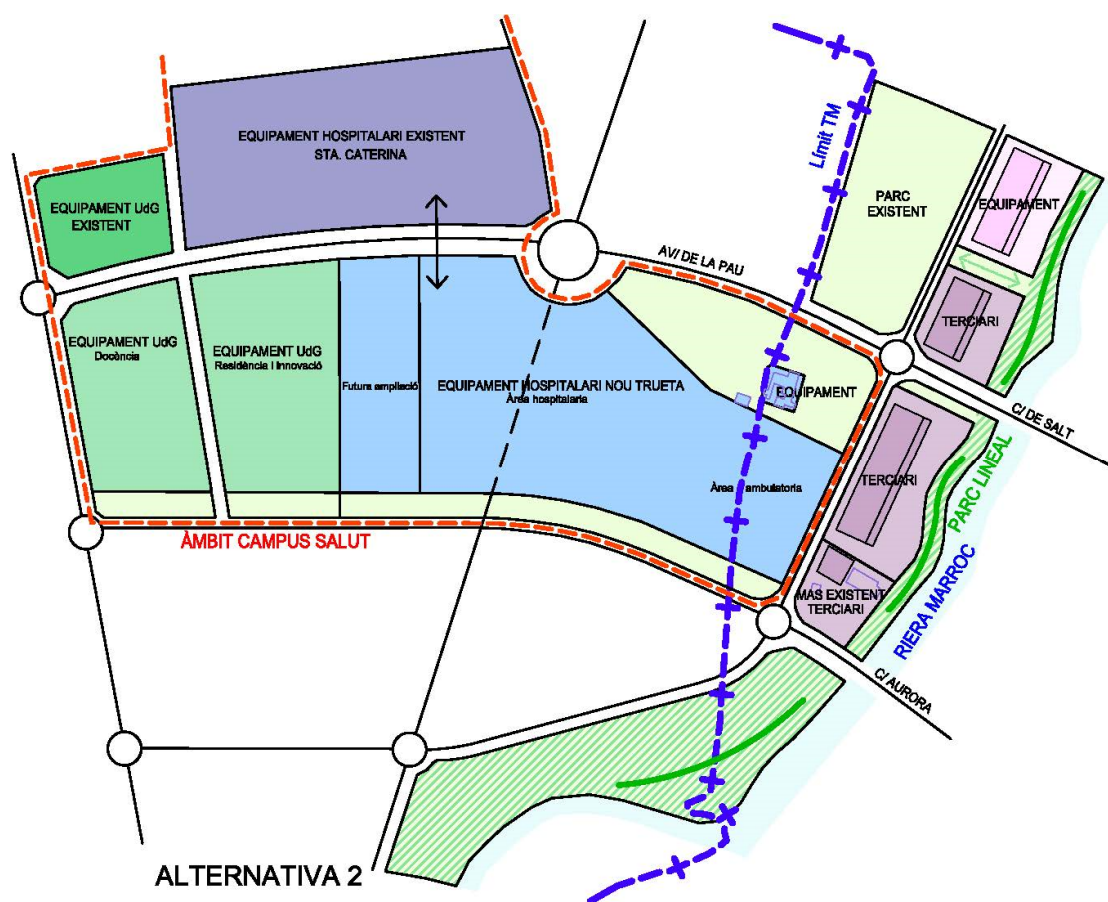 EQUIPAMENT HOSPITALARI EXISTENT
STA. CATERINA
Límit TM
PARC
EXISTENT
EQUIPAMENT
EQUIPAMENT UdG
EXISTENT
AV/ DE LA PAU
TERCIARI
EQUIPAMENT UdG
Docència
EQUIPAMENT UdG
Residència i Innovació
Futura ampliació
EQUIPAMENT HOSPITALARI NOU TRUETA
Àrea hospitalaria
EQUIPAMENT
C/ DE SALT
Àrea ambulatoria
TERCIARI
PARC LINEAL
ÀMBIT CAMPUS SALUT
MAS EXISTENT
TERCIARI
RIERA MARROC
C/ AURORA
ALTERNATIVA 2